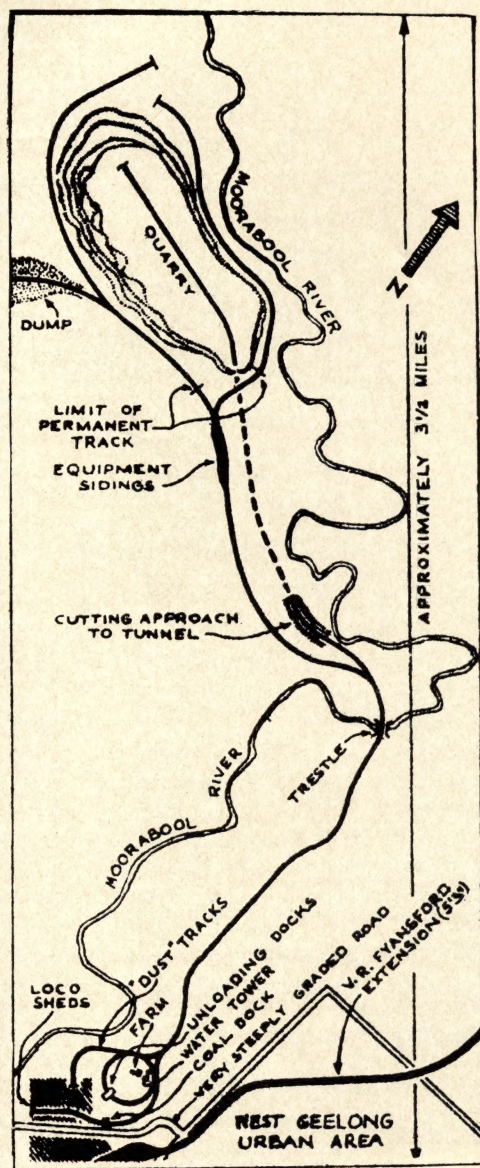 MOORABOOL RIVER
QUARRY
N
DUMP
APPROXIMATELY 3½ MILES
LIMIT OF
PERMANENT
TRACK
EQUIPMENT
SIDINGS
CUTTING APPROACH
TO TUNNEL
TRESTLE
MOORABOOL RIVER
"DUST" TRACKS
LOCO
SHEDS
FARM
UNLOADING DOCKS
WATER TOWER
COAL DOCK
VERY STEEPLY GRADED ROAD
V.R. FYANSFORD
EXTENSION (5'3")
WEST GEELONG
URBAN AREA